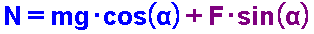 N = mg·cos(α) + F·sin(α)